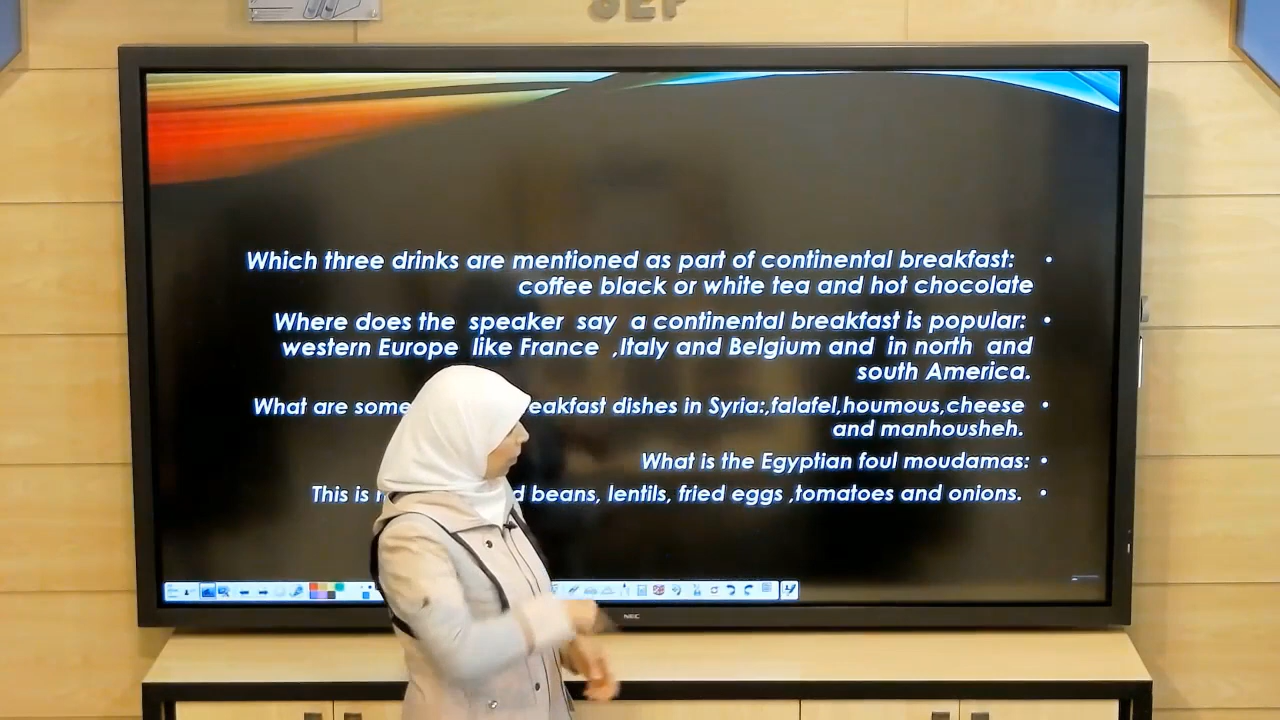 SEF
• Which three drinks are mentioned as part of continental breakfast:
coffee black or white tea and hot chocolate
• Where does the speaker say a continental breakfast is popular:
western Europe like France ,Italy and Belgium and in north and
south America.
• What are some eakfast dishes in Syria:,falafel,houmous,cheese
and manhousheh.
• What is the Egyptian foul moudamas:
• This is beans, lentils, fried eggs ,tomatoes and onions.
NEC